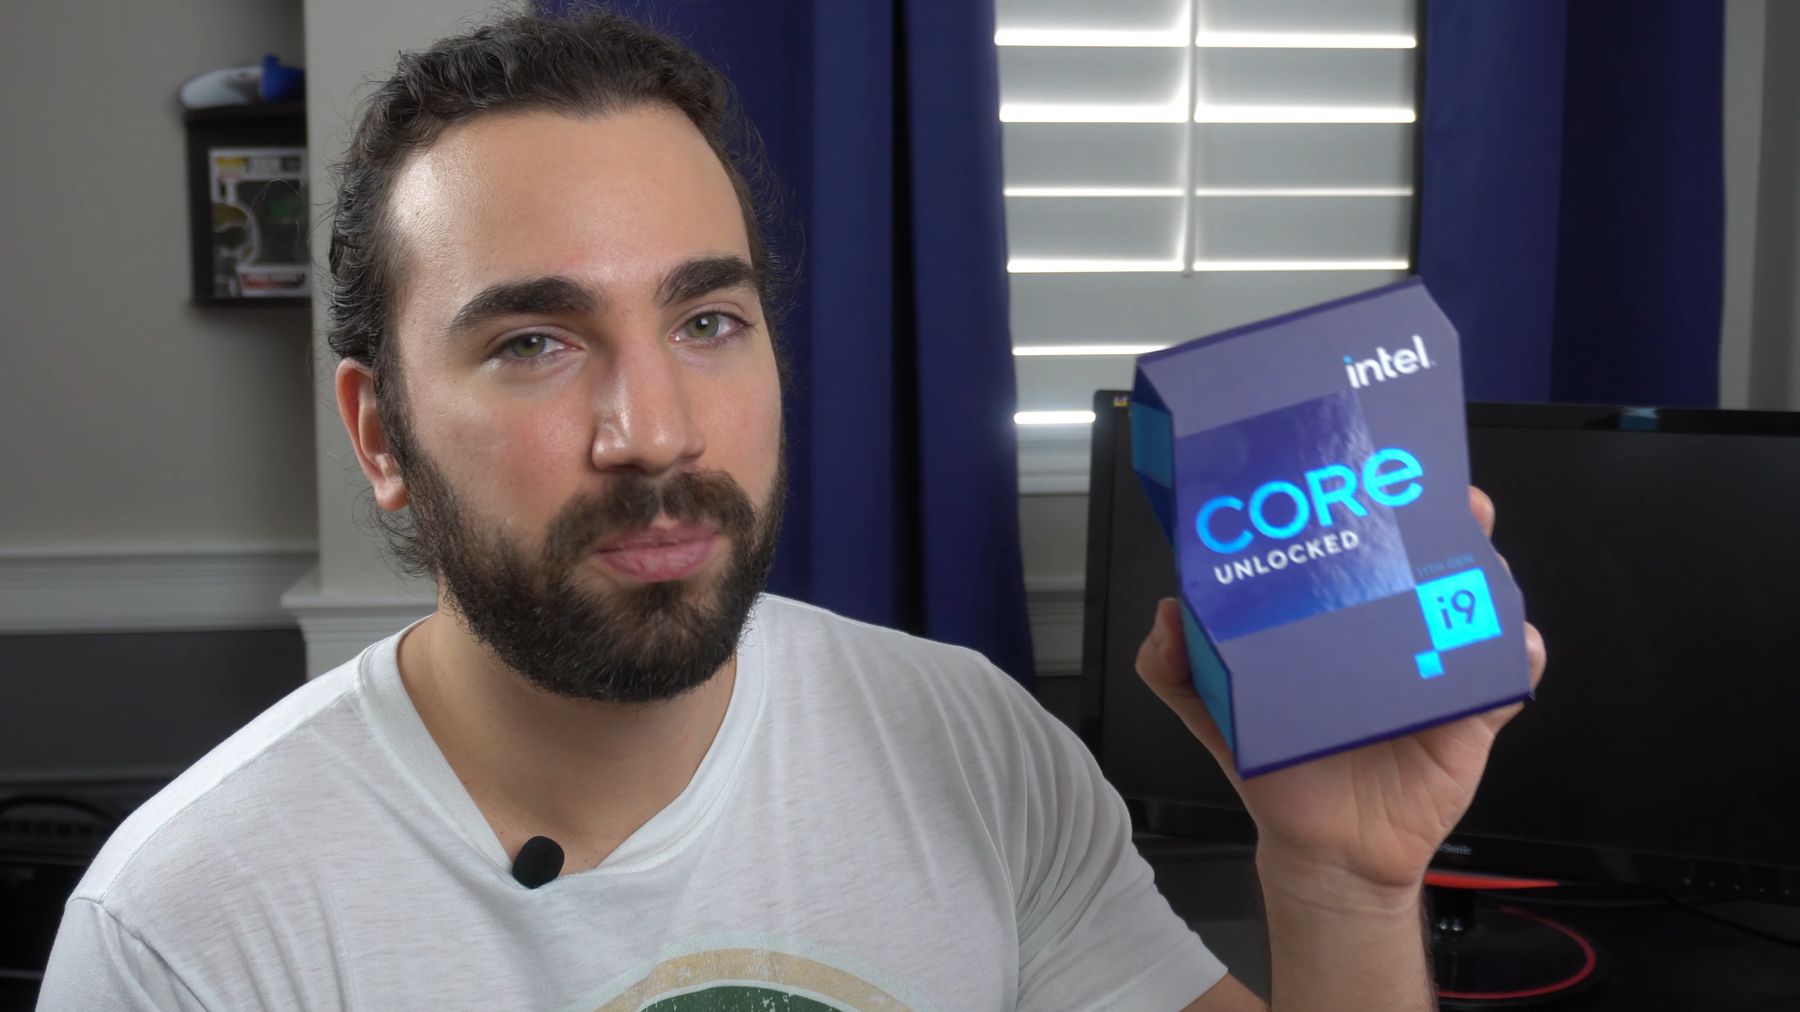 intel
CORe
UNLOCKED
11TH GEN
i9